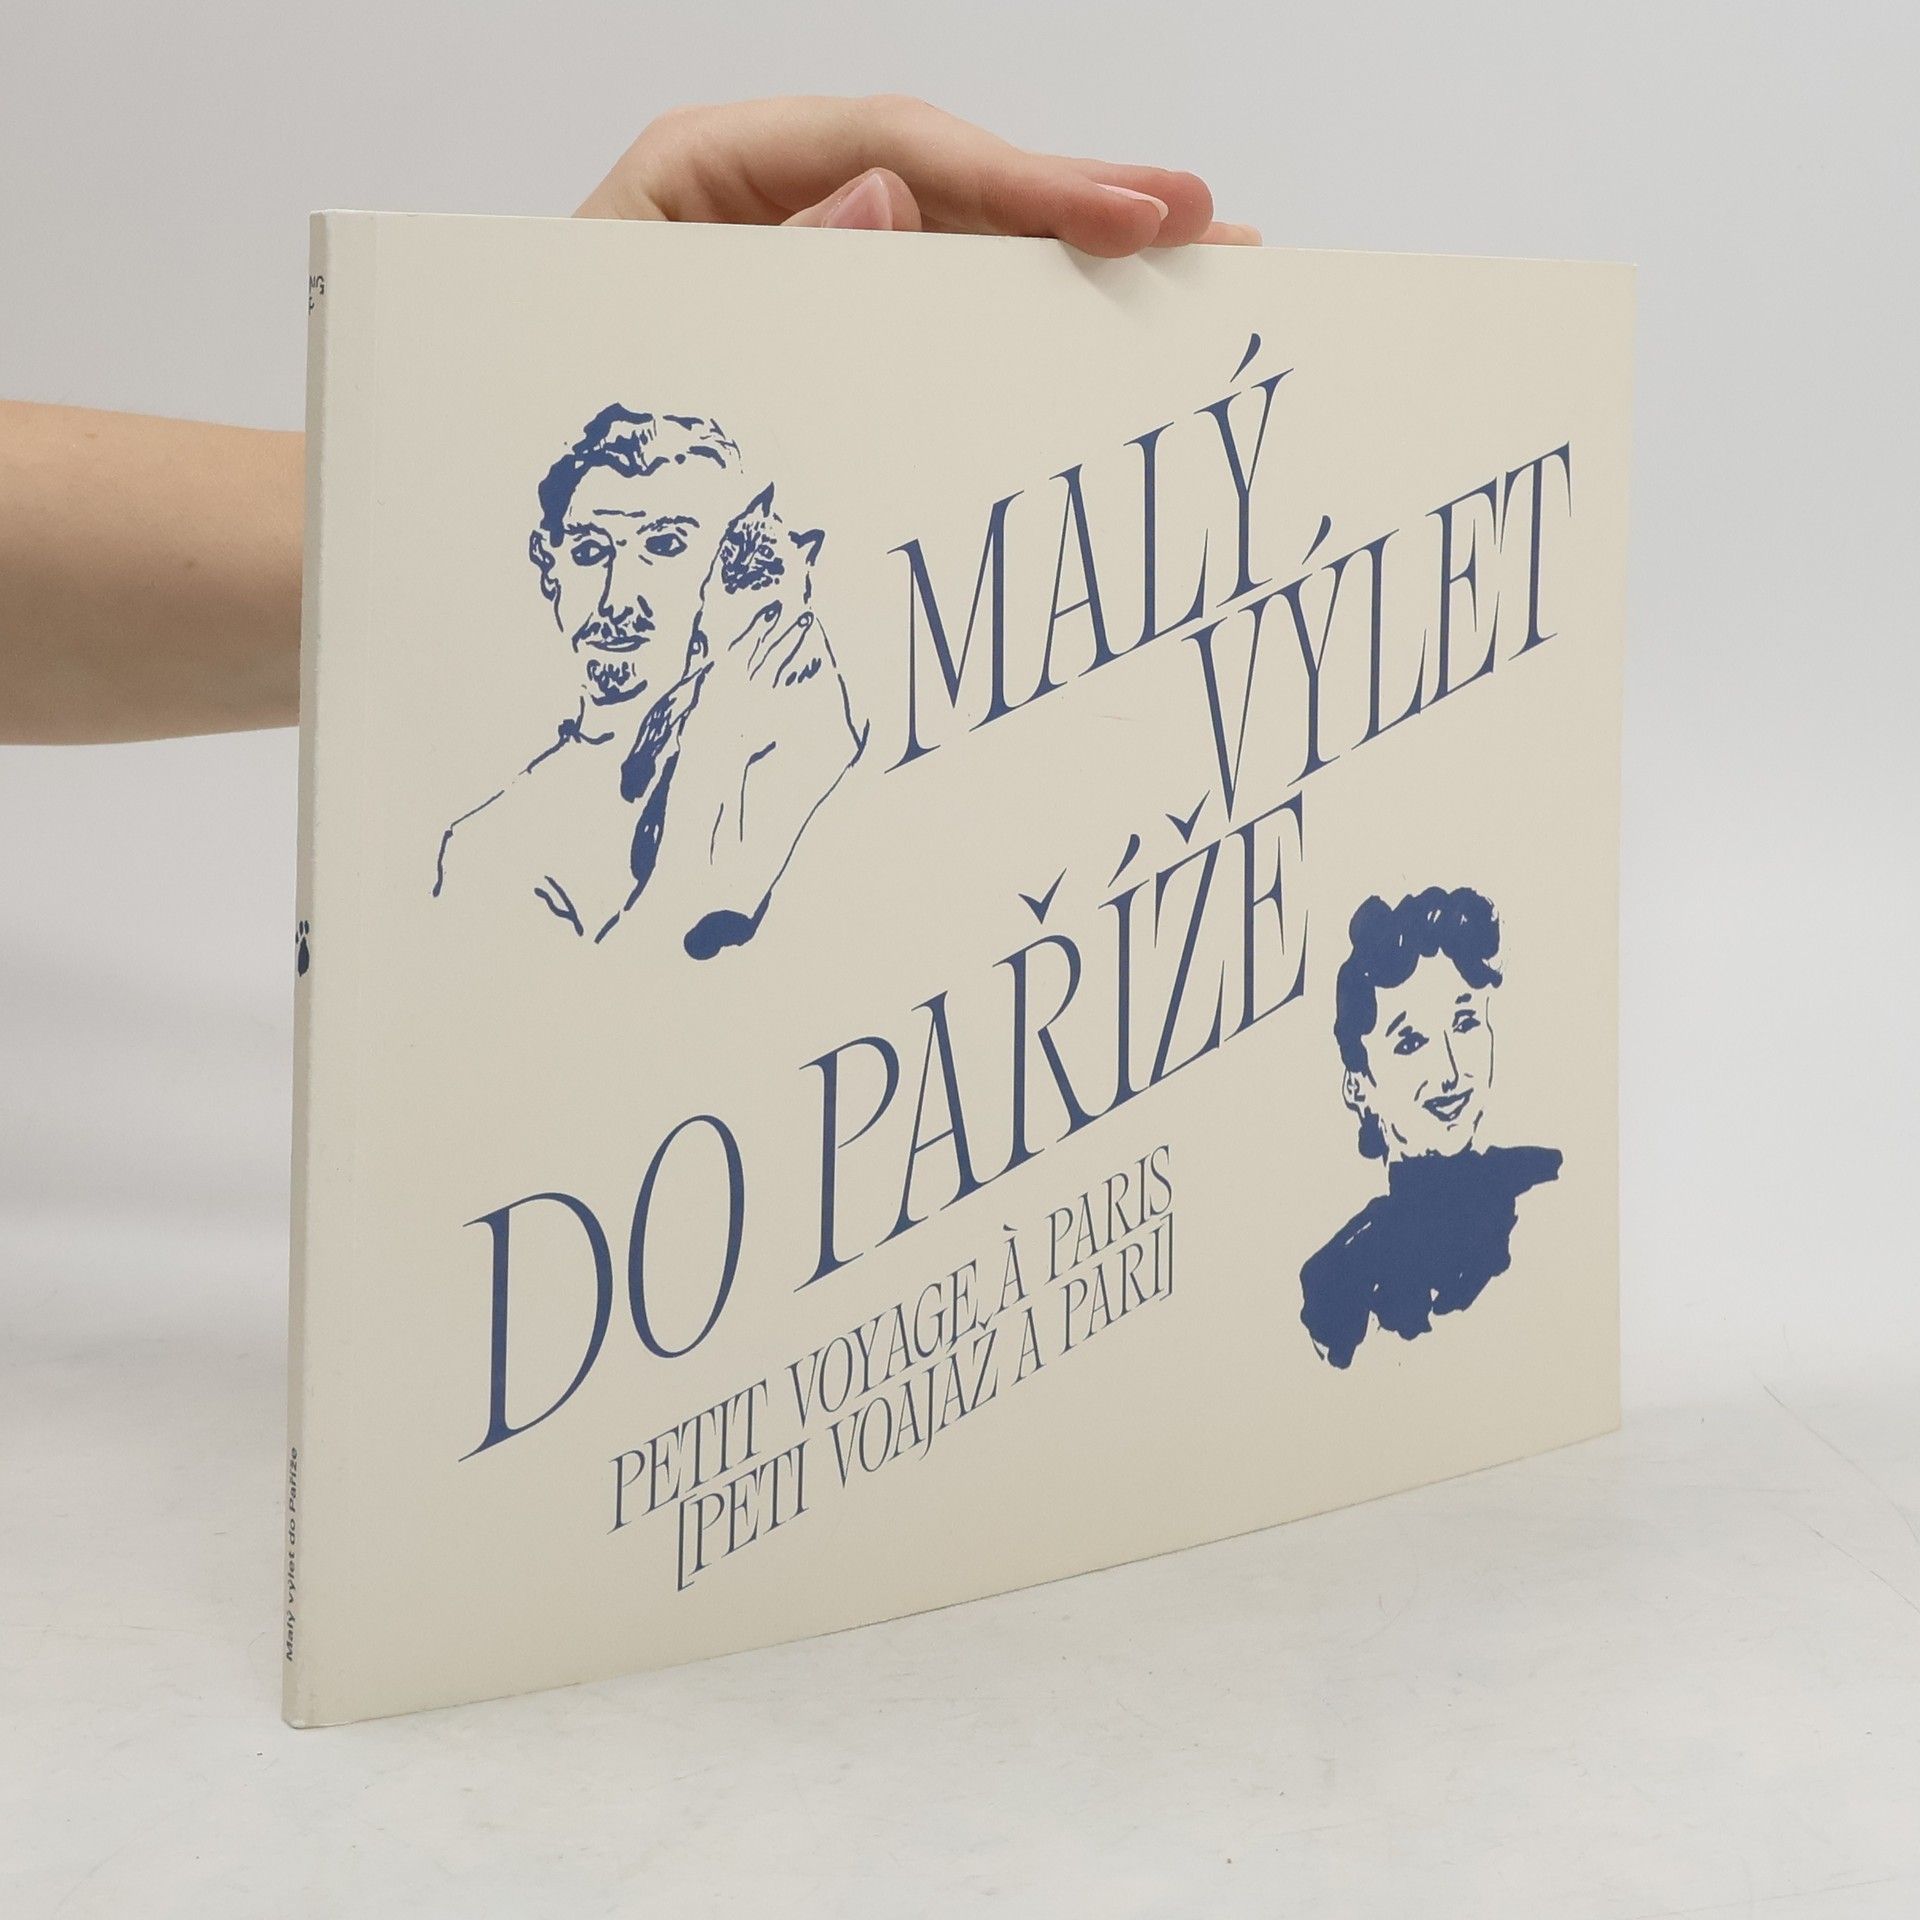 MALÝ
VÝLET
DO PAŘÍŽE
PETIT VOYAGE À PARIS
[PETI VOAJAŽ A PARI]
Malý výlet do Paříže